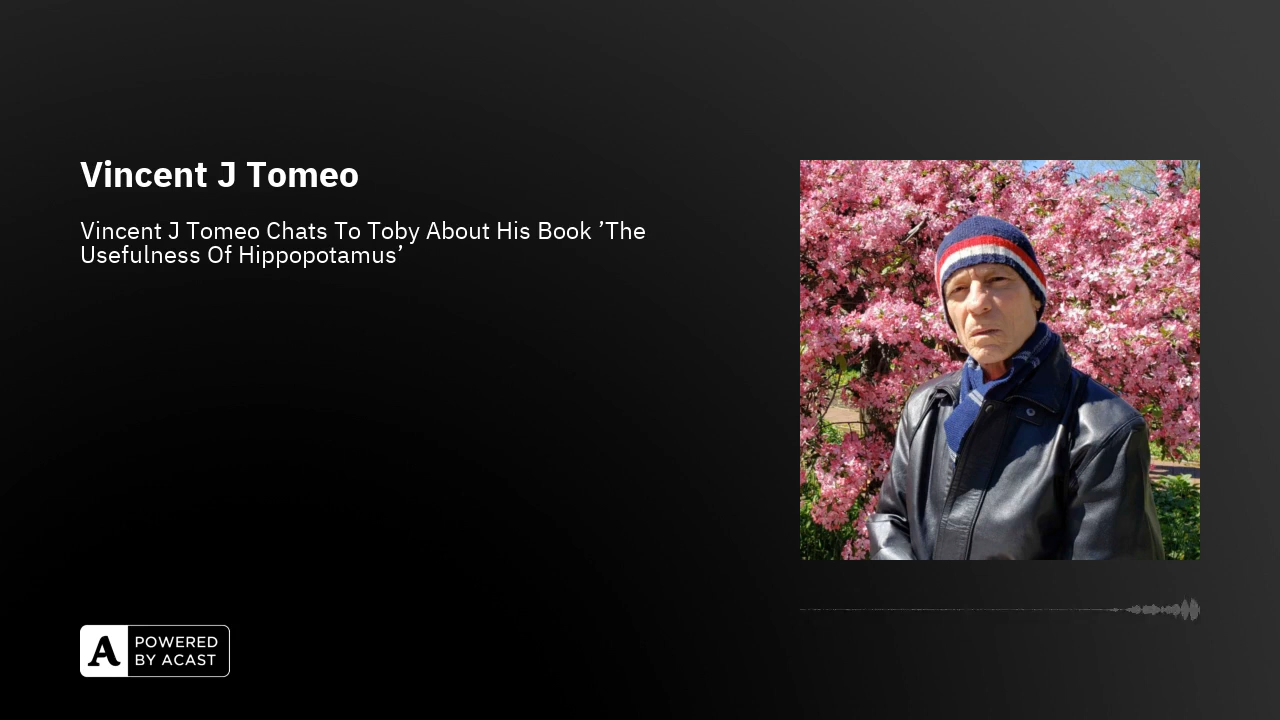 Vincent J Tomeo
Vincent J Tomeo Chats To Toby About His Book ’The
Usefulness Of Hippopotamus’
A POWERED
BY ACAST